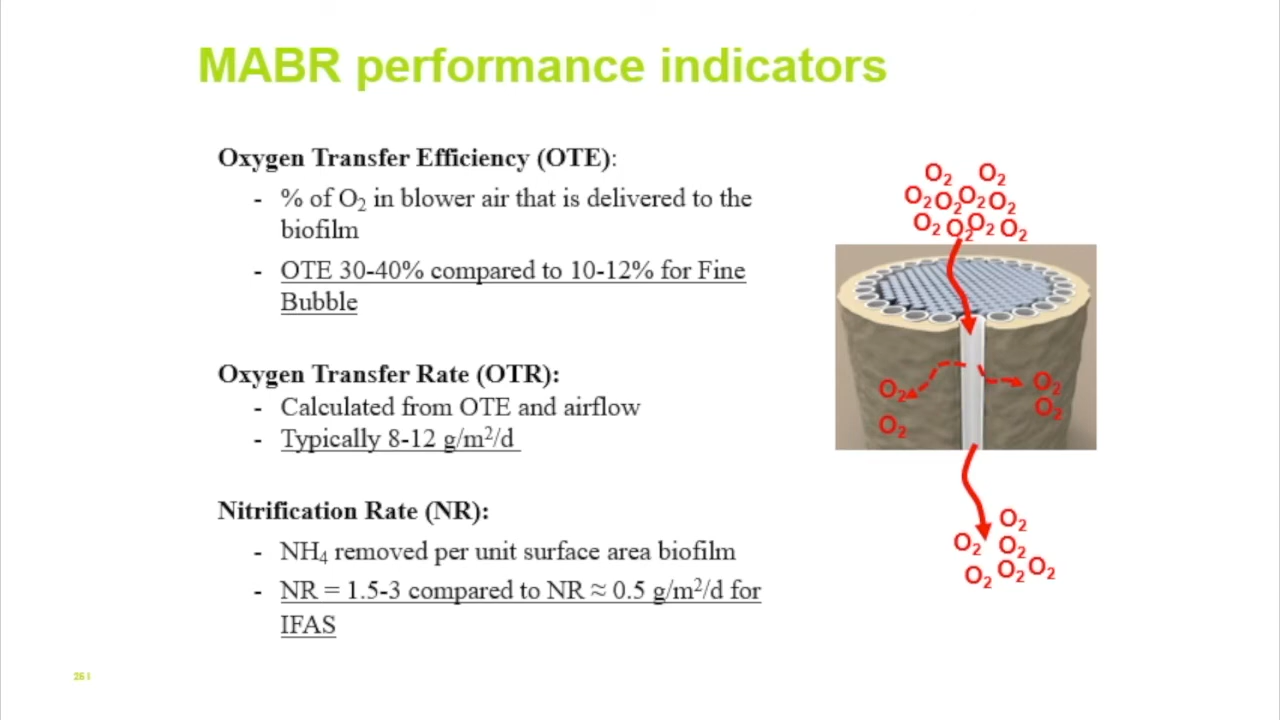 MABR performance indicators
Oxygen Transfer Efficiency (OTE):
- % of O₂ in blower air that is delivered to the
biofilm
- OTE 30-40% compared to 10-12% for Fine
Bubble
Oxygen Transfer Rate (OTR):
- Calculated from OTE and airflow
- Typically 8-12 g/m²/d
Nitrification Rate (NR):
- NH₄ removed per unit surface area biofilm
- NR = 1.5-3 compared to NR ≈ 0.5 g/m²/d for
IFAS
O₂ O₂
O₂ O₂ O₂ O₂
O₂ O₂ O₂ O₂
O₂ O₂
O₂ O₂
O₂
O₂ O₂
O₂ O₂ O₂